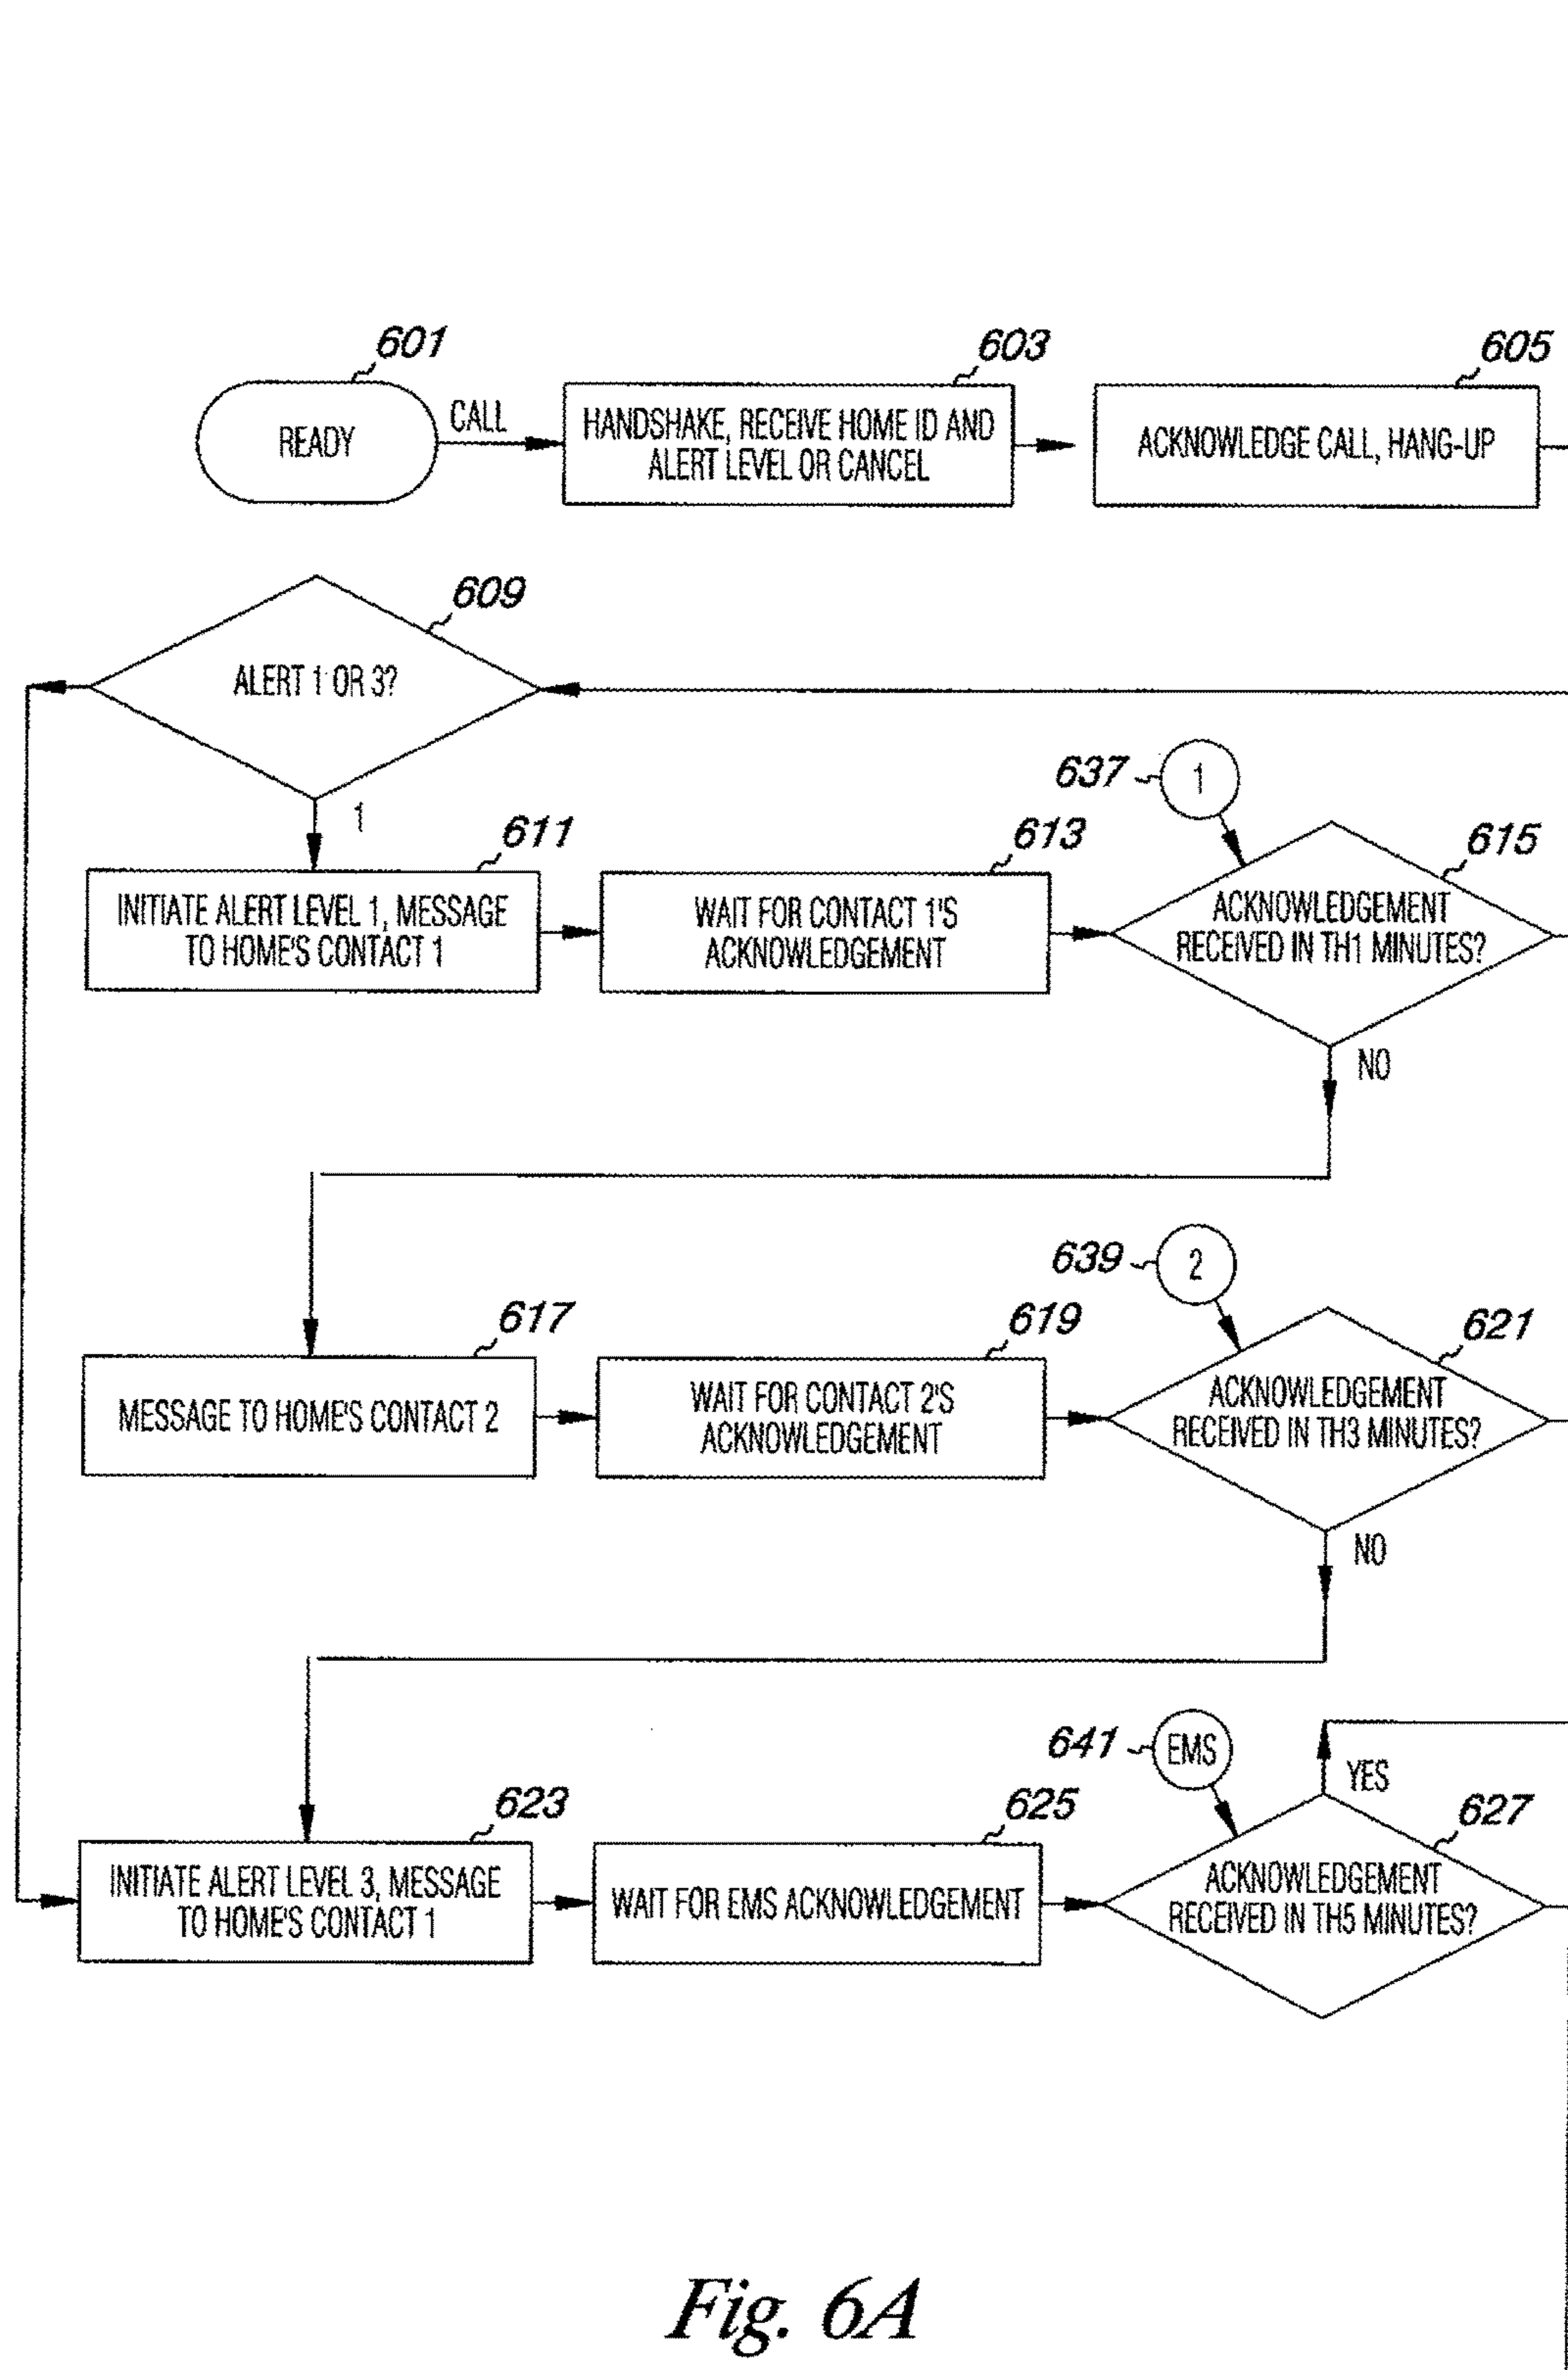 601
603
605
READY
CALL
HANDSHAKE, RECEIVE HOME ID AND
ALERT LEVEL OR CANCEL
ACKNOWLEDGE CALL, HANG-UP
609
ALERT 1 OR 3?
1
637
1
611
613
615
INITIATE ALERT LEVEL 1, MESSAGE
TO HOME'S CONTACT 1
WAIT FOR CONTACT 1'S
ACKNOWLEDGEMENT
ACKNOWLEDGEMENT
RECEIVED IN TH1 MINUTES?
NO
639
2
617
619
621
MESSAGE TO HOME'S CONTACT 2
WAIT FOR CONTACT 2'S
ACKNOWLEDGEMENT
ACKNOWLEDGEMENT
RECEIVED IN TH3 MINUTES?
NO
641
EMS
YES
623
625
627
INITIATE ALERT LEVEL 3, MESSAGE
TO HOME'S CONTACT 1
WAIT FOR EMS ACKNOWLEDGEMENT
ACKNOWLEDGEMENT
RECEIVED IN TH5 MINUTES?
Fig. 6A